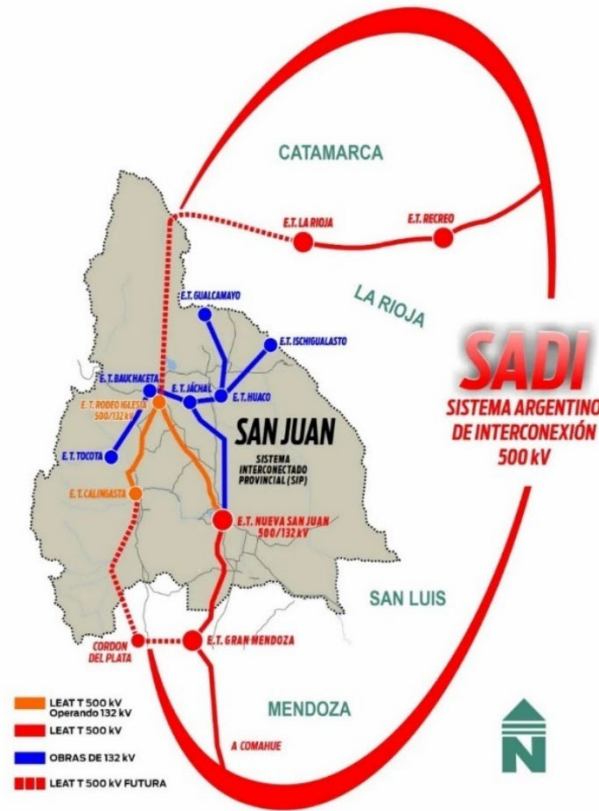 CATAMARCA
E.T. LA RIOJA
E.T. RECREO
LA RIOJA
E.T. GUALCAMAYO
E.T. ISCHIGUALASTO
E.T. BAUCHACETA
E.T. JÁCHAL
E.T. HUACO
E.T. RODEO IGLESIA
500/132 kV
E.T. TOCOTA
SAN JUAN
SISTEMA
INTERCONECTADO
PROVINCIAL (SIP)
E.T. CALINGASTA
E.T. NUEVA SAN JUAN
500/132 kV
SADI
SISTEMA ARGENTINO
DE INTERCONEXIÓN
500 kV
SAN LUIS
CORDON
DEL PLATA
E.T. GRAN MENDOZA
MENDOZA
A COMAHUE
LEAT T 500 kV
Operando 132 kV
LEAT T 500 kV
OBRAS DE 132 kV
LEAT T 500 kV FUTURA
N